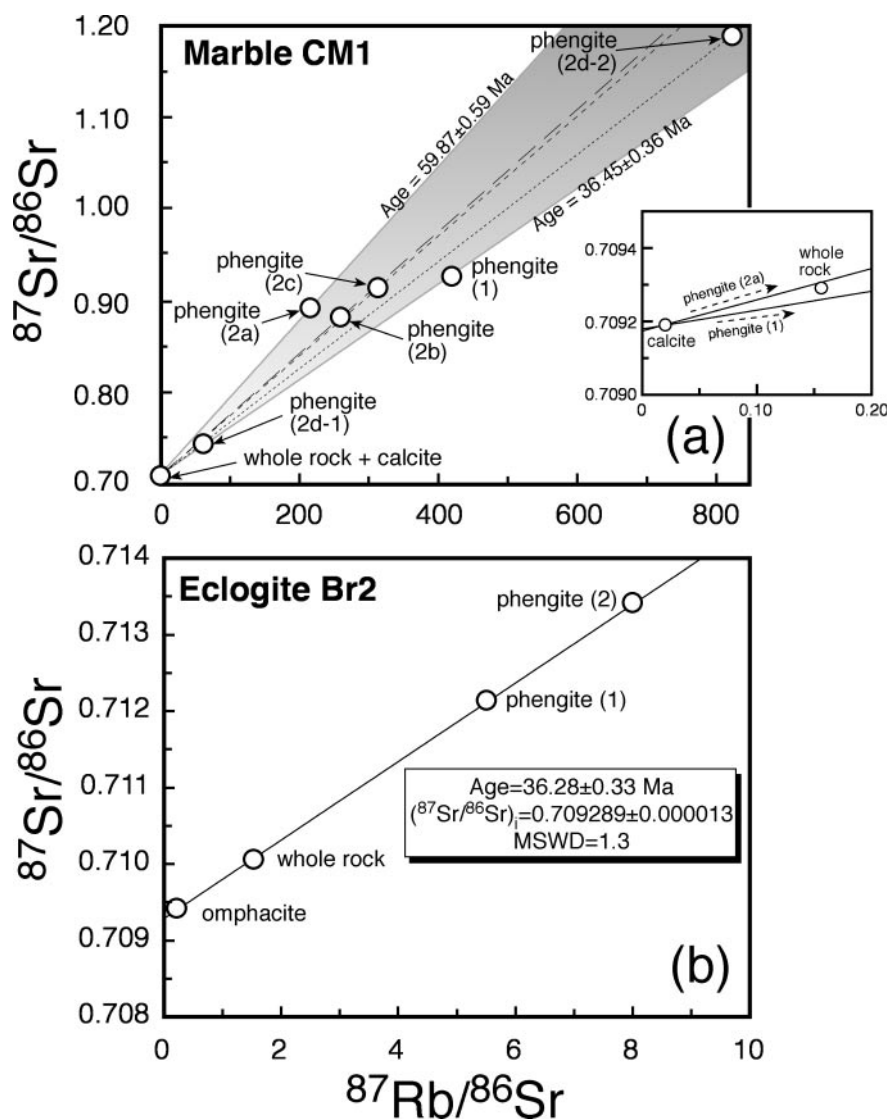 Marble CM1
1.20
1.10
1.00
0.90
0.80
0.70
87Sr/86Sr
phengite
(2d-2)
Age = 59.87±0.59 Ma
Age = 36.45±0.36 Ma
phengite
(2c)
phengite
(2a)
phengite
(1)
phengite
(2b)
phengite
(2d-1)
whole rock + calcite
0.7094
0.7092
0.7090
whole
rock
phengite (2a)
phengite (1)
calcite
0
0.10
0.20
(a)
0
200
400
600
800
Eclogite Br2
0.714
0.713
0.712
0.711
0.710
0.709
0.708
87Sr/86Sr
phengite (2)
phengite (1)
Age=36.28±0.33 Ma
(87Sr/86Sr)i=0.709289±0.000013
MSWD=1.3
whole rock
omphacite
(b)
0
2
4
6
8
10
87Rb/86Sr